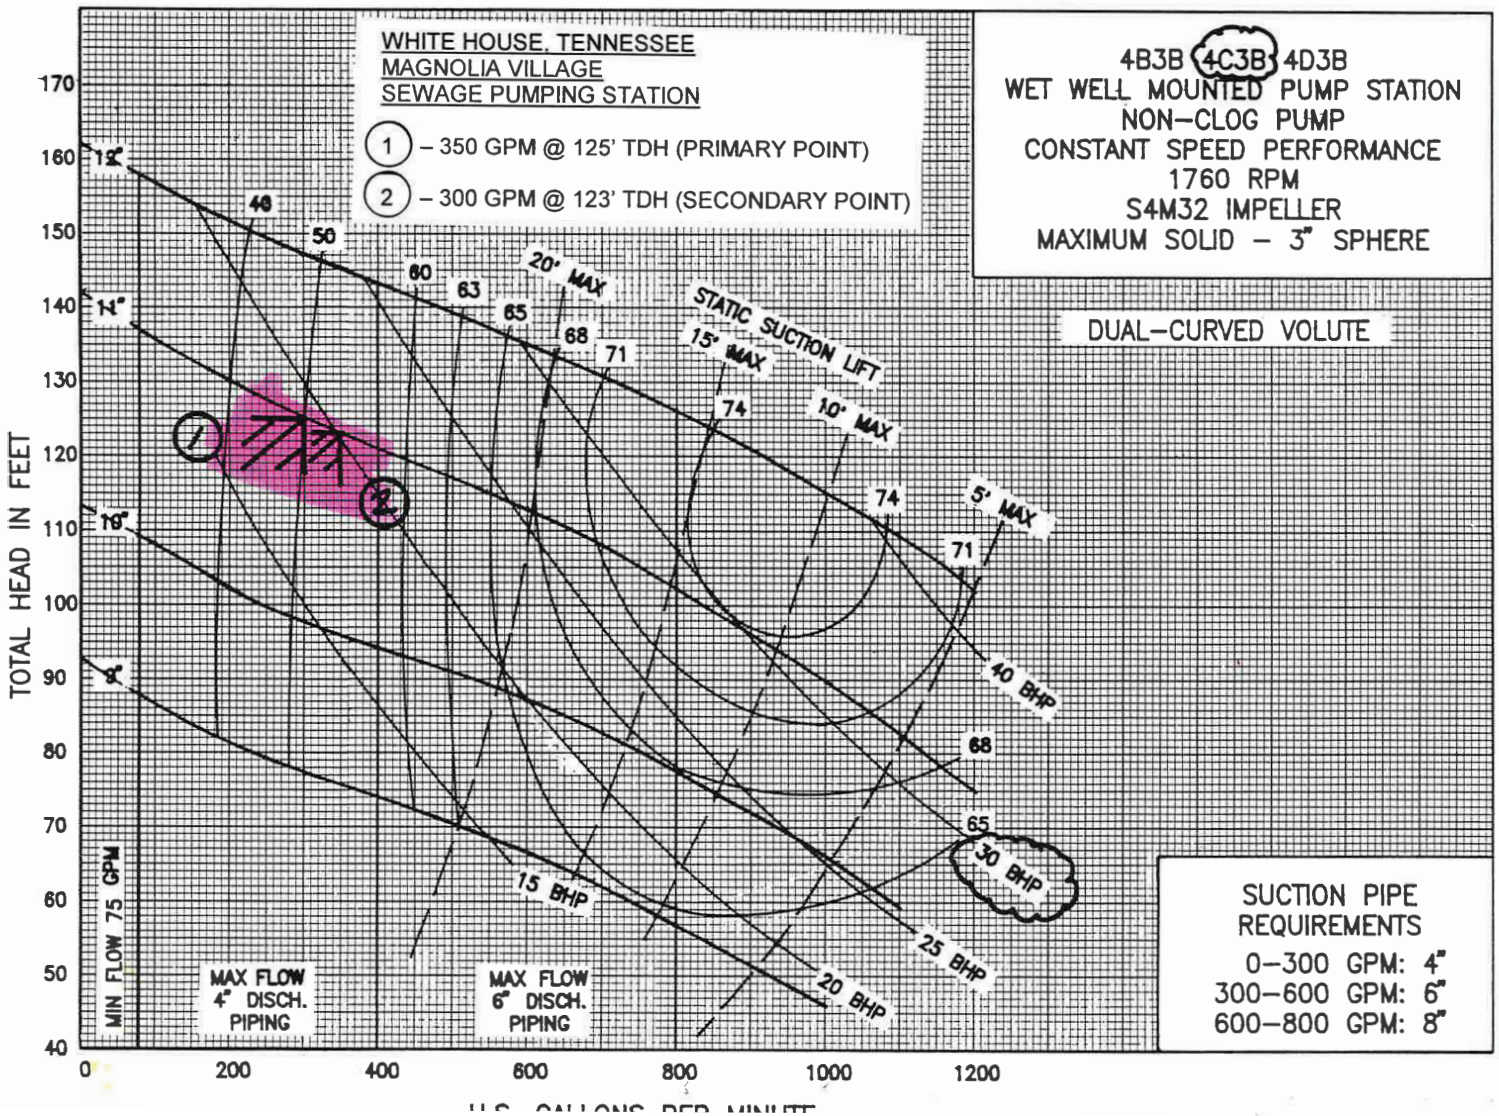 WHITE HOUSE, TENNESSEE
MAGNOLIA VILLAGE
SEWAGE PUMPING STATION
1 – 350 GPM @ 125' TDH (PRIMARY POINT)
2 – 300 GPM @ 123' TDH (SECONDARY POINT)
4B3B 4C3B 4D3B
WET WELL MOUNTED PUMP STATION
NON-CLOG PUMP
CONSTANT SPEED PERFORMANCE
1760 RPM
S4M32 IMPELLER
MAXIMUM SOLID – 3" SPHERE
DUAL-CURVED VOLUTE
TOTAL HEAD IN FEET
170
160
150
140
130
120
110
100
90
80
70
60
50
40
12"
11"
10"
9"
50
60
63
65
68
71
74
74
71
68
65
20' MAX
STATIC SUCTION LIFT
15' MAX
10' MAX
5' MAX
1
2
40 BHP
30 BHP
25 BHP
20 BHP
15 BHP
MIN FLOW 75 GPM
MAX FLOW
4" DISCH.
PIPING
MAX FLOW
6" DISCH.
PIPING
SUCTION PIPE
REQUIREMENTS
0-300 GPM: 4"
300-600 GPM: 6"
600-800 GPM: 8"
0 200 400 600 800 1000 1200
U.S. GALLONS PER MINUTE